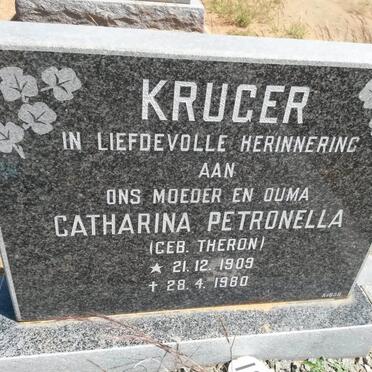 KRUGER
IN LIEFDEVOLLE HERINNERING
AAN
ONS MOEDER EN OUMA
CATHARINA PETRONELLA
(GEB. THERON)
★ 21. 12. 1909
✝ 28. 4. 1980